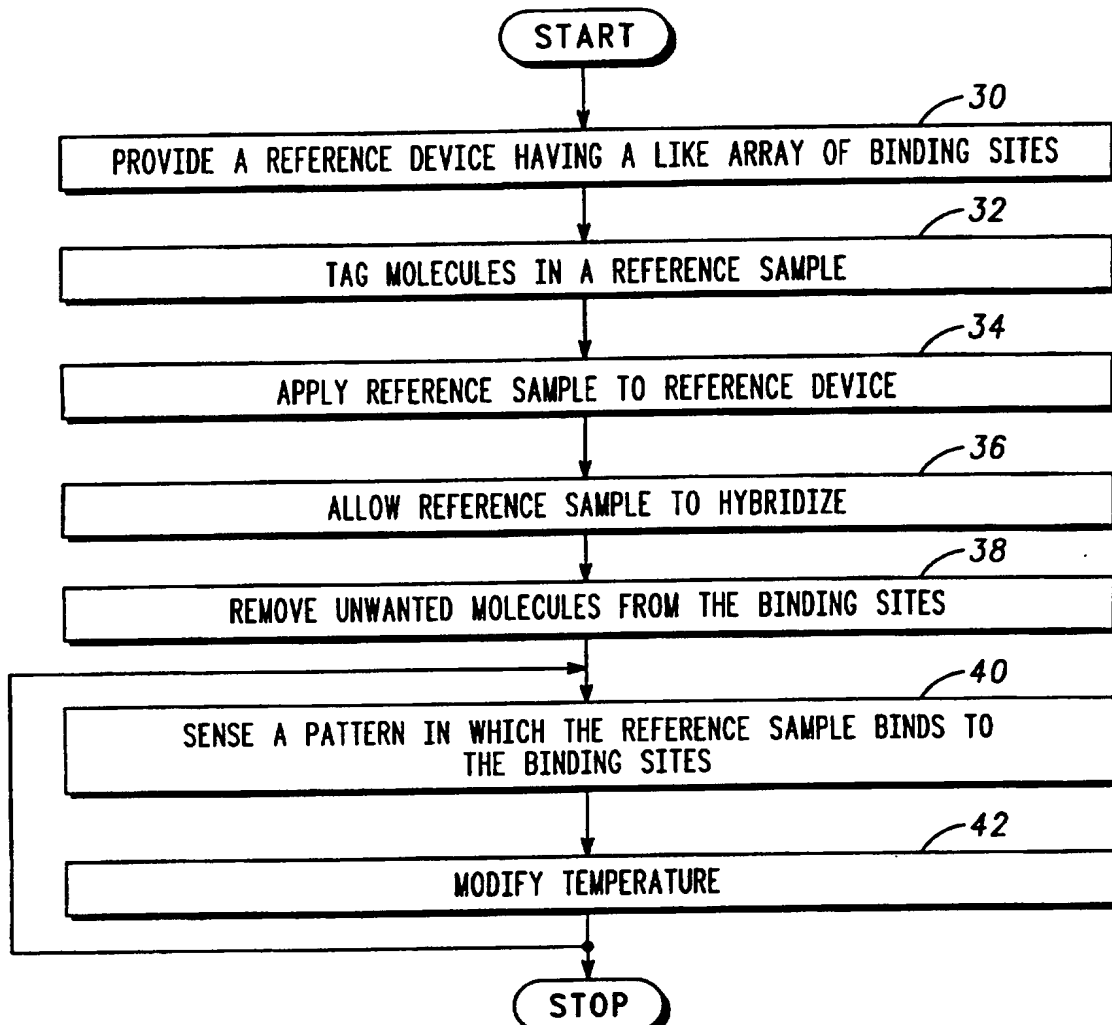 START
30
PROVIDE A REFERENCE DEVICE HAVING A LIKE ARRAY OF BINDING SITES
32
TAG MOLECULES IN A REFERENCE SAMPLE
34
APPLY REFERENCE SAMPLE TO REFERENCE DEVICE
36
ALLOW REFERENCE SAMPLE TO HYBRIDIZE
38
REMOVE UNWANTED MOLECULES FROM THE BINDING SITES
40
SENSE A PATTERN IN WHICH THE REFERENCE SAMPLE BINDS TO
THE BINDING SITES
42
MODIFY TEMPERATURE
STOP